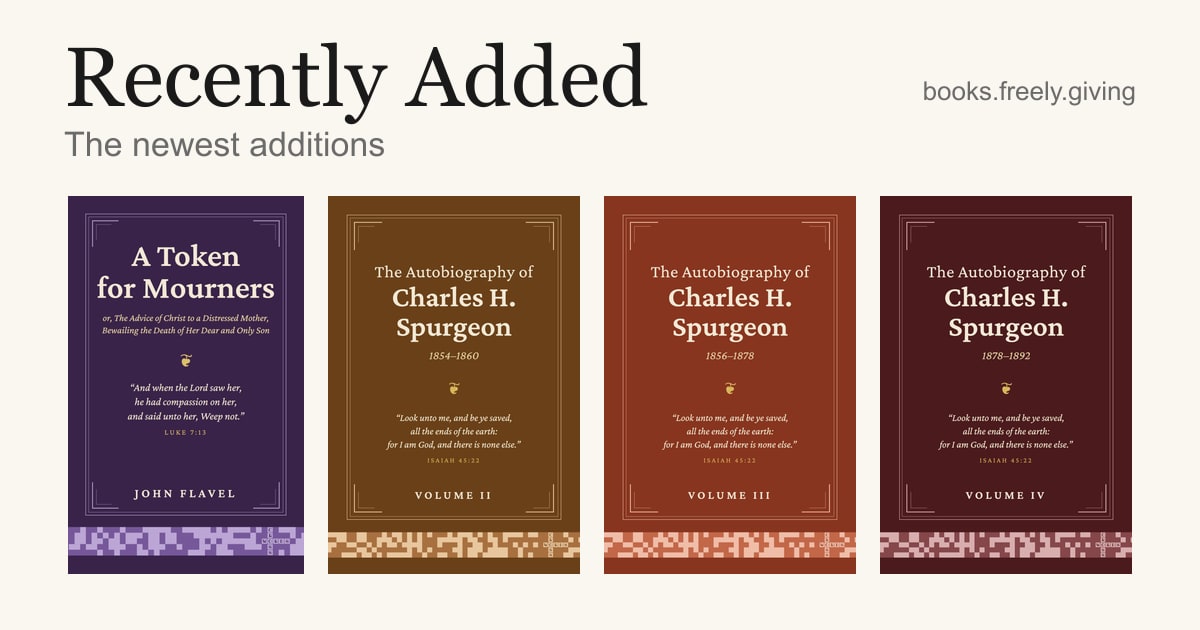 Recently Added
The newest additions
books.freely.giving
A Token
for Mourners
or, The Advice of Christ to a Distressed Mother,
Bewailing the Death of Her Dear and Only Son
“And when the Lord saw her,
he had compassion on her,
and said unto her, Weep not.”
LUKE 7:13
JOHN FLAVEL
The Autobiography of
Charles H.
Spurgeon
1854–1860
“Look unto me, and be ye saved,
all the ends of the earth:
for I am God, and there is none else.”
ISAIAH 45:22
VOLUME II
The Autobiography of
Charles H.
Spurgeon
1856–1878
“Look unto me, and be ye saved,
all the ends of the earth:
for I am God, and there is none else.”
ISAIAH 45:22
VOLUME III
The Autobiography of
Charles H.
Spurgeon
1878–1892
“Look unto me, and be ye saved,
all the ends of the earth:
for I am God, and there is none else.”
ISAIAH 45:22
VOLUME IV